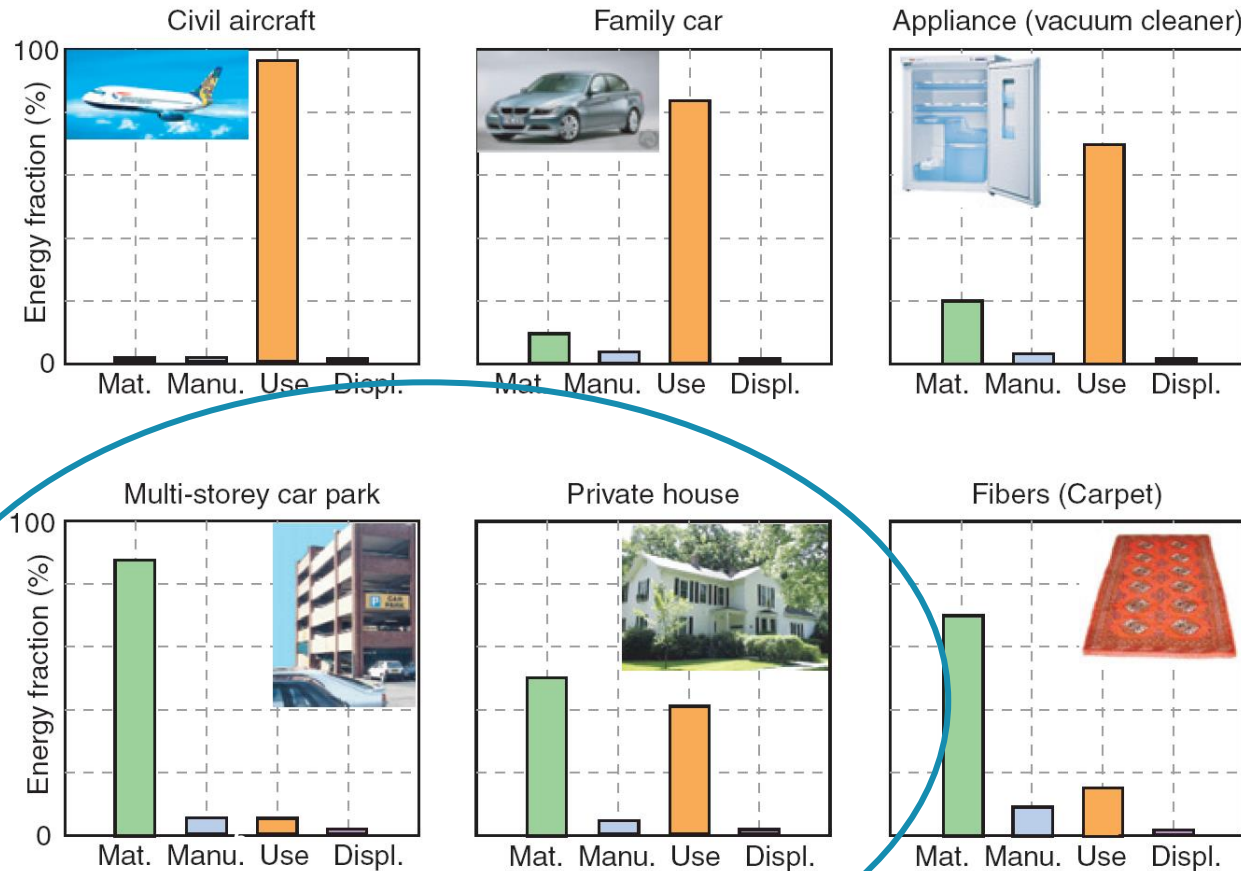 Civil aircraft
Family car
Appliance (vacuum cleaner)
100
Energy fraction (%)
0
Mat. Manu. Use Displ.
Mat. Manu. Use Displ.
Mat. Manu. Use Displ.
Multi-storey car park
Private house
Fibers (Carpet)
100
Energy fraction (%)
P CAR PARK
0
Mat. Manu. Use Displ.
Mat. Manu. Use Displ.
Mat. Manu. Use Displ.